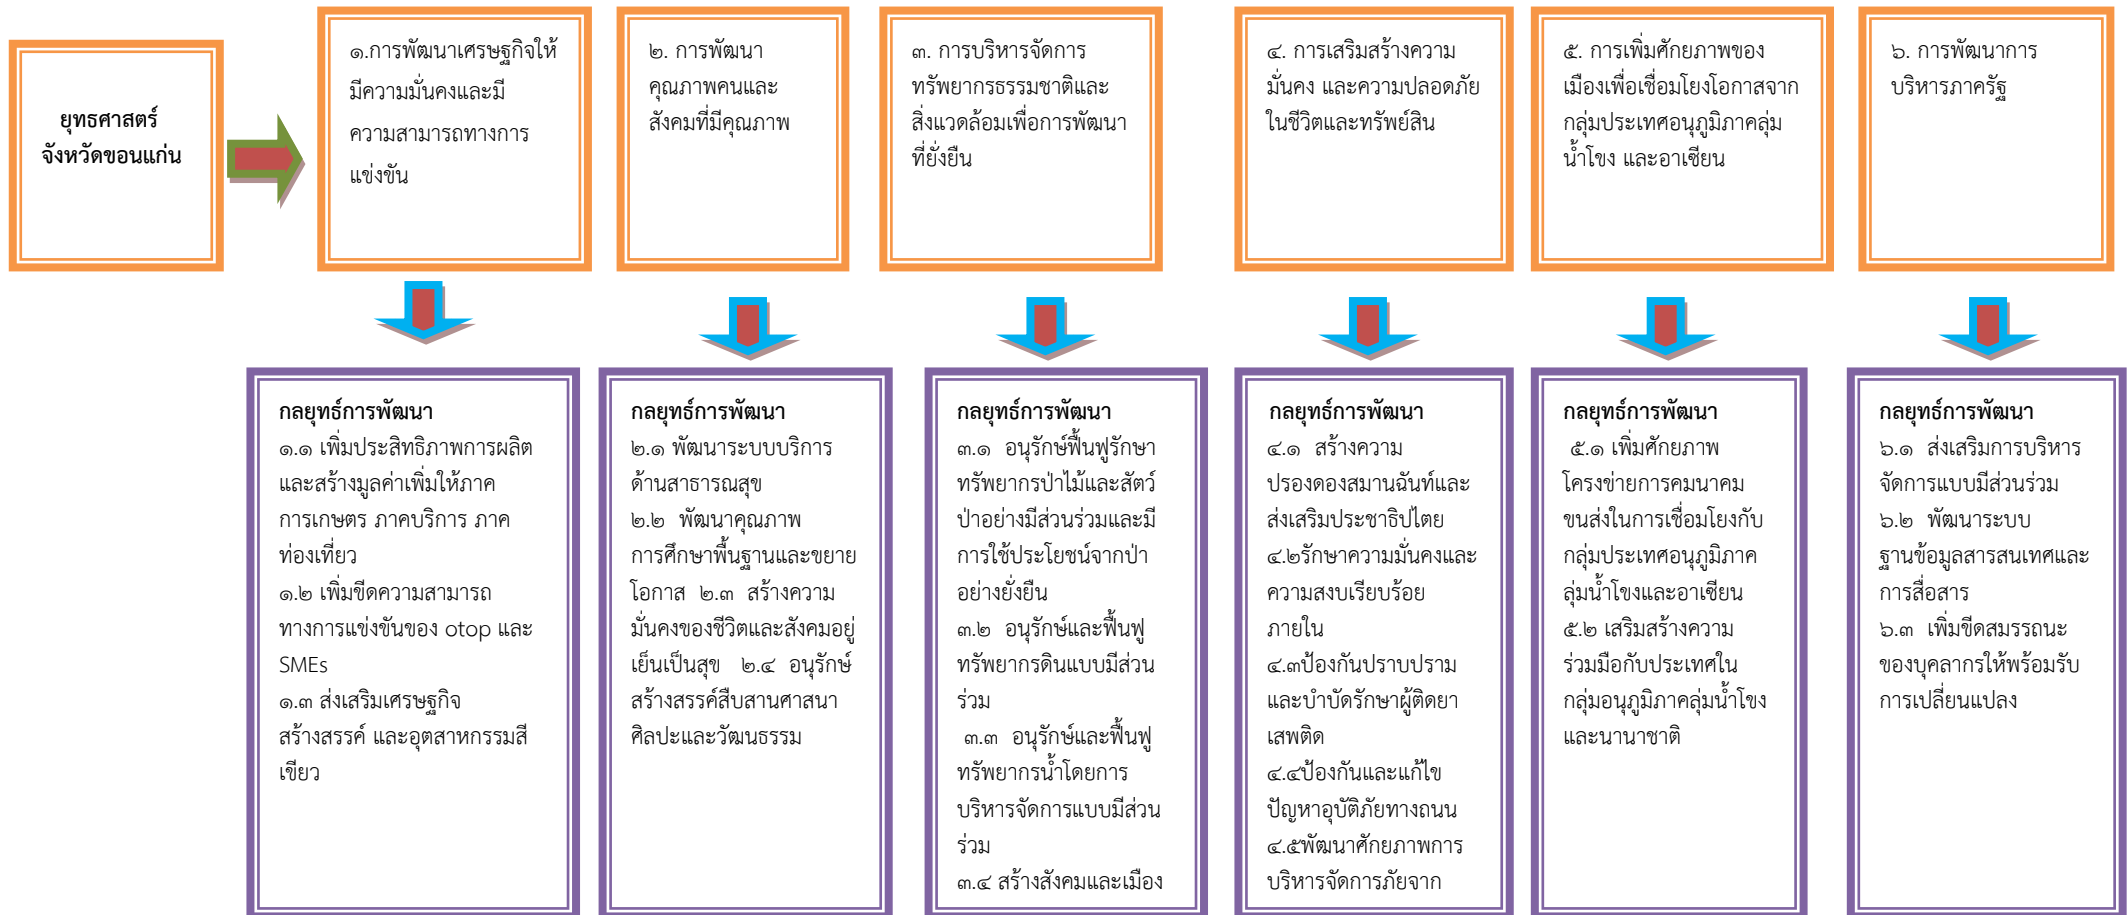 ยุทธศาสตร์
จังหวัดขอนแก่น
๑.การพัฒนาเศรษฐกิจให้
มีความมั่นคงและมี
ความสามารถทางการ
แข่งขัน
๒. การพัฒนา
คุณภาพคนและ
สังคมที่มีคุณภาพ
๓. การบริหารจัดการ
ทรัพยากรธรรมชาติและ
สิ่งแวดล้อมเพื่อการพัฒนา
ที่ยั่งยืน
๔. การเสริมสร้างความ
มั่นคง และความปลอดภัย
ในชีวิตและทรัพย์สิน
๕. การเพิ่มศักยภาพของ
เมืองเพื่อเชื่อมโยงโอกาสจาก
กลุ่มประเทศอนุภูมิภาคลุ่ม
น้ำโขง และอาเซียน
๖. การพัฒนาการ
บริหารภาครัฐ
กลยุทธ์การพัฒนา
๑.๑ เพิ่มประสิทธิภาพการผลิต
และสร้างมูลค่าเพิ่มให้ภาค
การเกษตร ภาคบริการ ภาค
ท่องเที่ยว
๑.๒ เพิ่มขีดความสามารถ
ทางการแข่งขันของ otop และ
SMEs
๑.๓ ส่งเสริมเศรษฐกิจ
สร้างสรรค์ และอุตสาหกรรมสี
เขียว
กลยุทธ์การพัฒนา
๒.๑ พัฒนาระบบบริการ
ด้านสาธารณสุข
๒.๒ พัฒนาคุณภาพ
การศึกษาพื้นฐานและขยาย
โอกาส ๒.๓ สร้างความ
มั่นคงของชีวิตและสังคมอยู่
เย็นเป็นสุข ๒.๔ อนุรักษ์
สร้างสรรค์สืบสานศาสนา
ศิลปะและวัฒนธรรม
กลยุทธ์การพัฒนา
๓.๑ อนุรักษ์ฟื้นฟูรักษา
ทรัพยากรป่าไม้และสัตว์
ป่าอย่างมีส่วนร่วมและมี
การใช้ประโยชน์จากป่า
อย่างยั่งยืน
๓.๒ อนุรักษ์และฟื้นฟู
ทรัพยากรดินแบบมีส่วน
ร่วม
๓.๓ อนุรักษ์และฟื้นฟู
ทรัพยากรน้ำโดยการ
บริหารจัดการแบบมีส่วน
ร่วม
๓.๔ สร้างสังคมและเมือง
กลยุทธ์การพัฒนา
๔.๑ สร้างความ
ปรองดองสมานฉันท์และ
ส่งเสริมประชาธิปไตย
๔.๒รักษาความมั่นคงและ
ความสงบเรียบร้อย
ภายใน
๔.๓ป้องกันปราบปราม
และบำบัดรักษาผู้ติดยา
เสพติด
๔.๔ป้องกันและแก้ไข
ปัญหาอุบัติภัยทางถนน
๔.๕พัฒนาศักยภาพการ
บริหารจัดการภัยจาก
กลยุทธ์การพัฒนา
๕.๑ เพิ่มศักยภาพ
โครงข่ายการคมนาคม
ขนส่งในการเชื่อมโยงกับ
กลุ่มประเทศอนุภูมิภาค
ลุ่มน้ำโขงและอาเซียน
๕.๒ เสริมสร้างความ
ร่วมมือกับประเทศใน
กลุ่มอนุภูมิภาคลุ่มน้ำโขง
และนานาชาติ
กลยุทธ์การพัฒนา
๖.๑ ส่งเสริมการบริหาร
จัดการแบบมีส่วนร่วม
๖.๒ พัฒนาระบบ
ฐานข้อมูลสารสนเทศและ
การสื่อสาร
๖.๓ เพิ่มขีดสมรรถนะ
ของบุคลากรให้พร้อมรับ
การเปลี่ยนแปลง